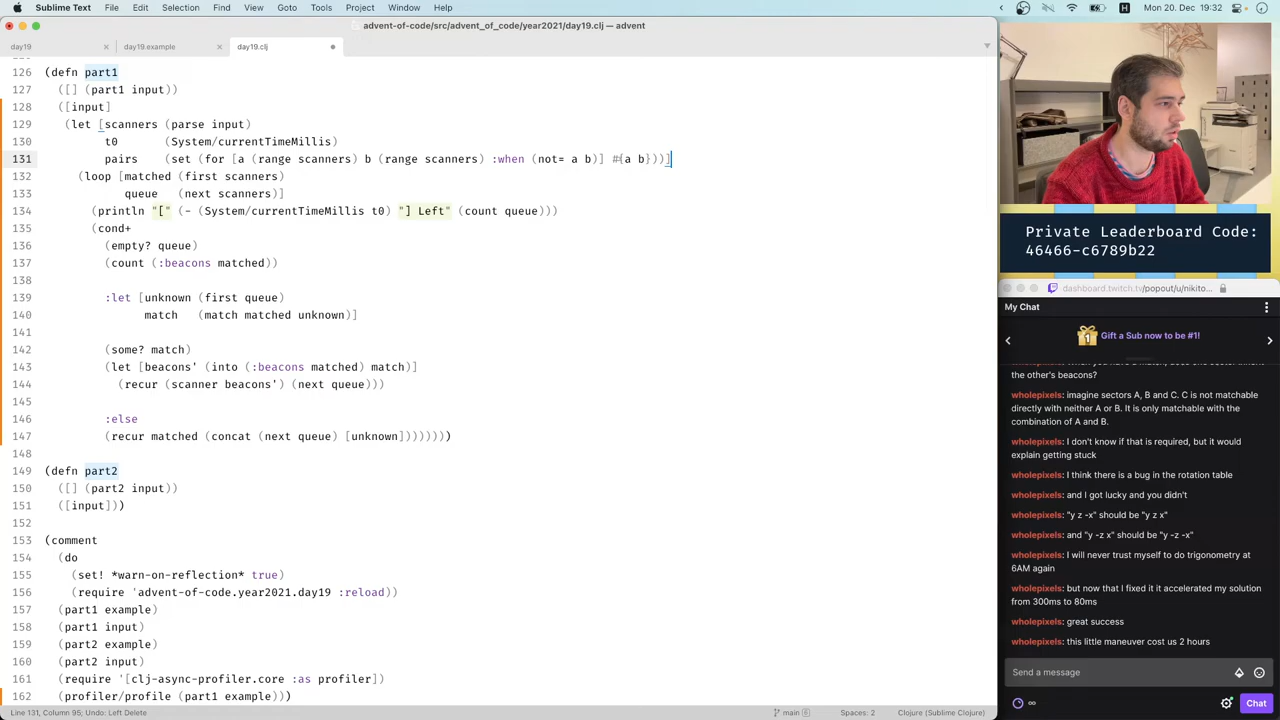 Sublime Text File Edit Selection Find View Goto Tools Project Window Help
Mon 20. Dec 19:32
advent-of-code/src/advent_of_code/year2021/day19.clj — advent
day19 × day19.example × day19.clj
126 (defn part1
127 ([] (part1 input))
128 ([input]
129 (let [scanners (parse input)
130 t0 (System/currentTimeMillis)
131 pairs (set (for [a (range scanners) b (range scanners) :when (not= a b)] #{a b}))]
132 (loop [matched (first scanners)
133 queue (next scanners)]
134 (println "[" (- (System/currentTimeMillis t0) "] Left" (count queue)))
135 (cond+
136 (empty? queue)
137 (count (:beacons matched))
138
139 :let [unknown (first queue)
140 match (match matched unknown)]
141
142 (some? match)
143 (let [beacons' (into (:beacons matched) match)]
144 (recur (scanner beacons') (next queue)))
145
146 :else
147 (recur matched (concat (next queue) [unknown])))))))
148
149 (defn part2
150 ([] (part2 input))
151 ([input]))
152
153 (comment
154 (do
155 (set! *warn-on-reflection* true)
156 (require 'advent-of-code.year2021.day19 :reload))
157 (part1 example)
158 (part1 input)
159 (part2 example)
160 (part2 input)
161 (require '[clj-async-profiler.core :as profiler])
162 (profiler/profile (part1 example)))
Line 131, Column 95; Undo: Left Delete
main 6 Spaces: 2 Clojure (Sublime Clojure)
Private Leaderboard Code:
46466-c6789b22
dashboard.twitch.tv/popout/u/nikito...
My Chat
Gift a Sub now to be #1!
the other's beacons?
wholepixels: imagine sectors A, B and C. C is not matchable
directly with neither A or B. It is only matchable with the
combination of A and B.
wholepixels: I don't know if that is required, but it would
explain getting stuck
wholepixels: I think there is a bug in the rotation table
wholepixels: and I got lucky and you didn't
wholepixels: "y z -x" should be "y z x"
wholepixels: and "y -z x" should be "y -z -x"
wholepixels: I will never trust myself to do trigonometry at
6AM again
wholepixels: but now that I fixed it it accelerated my solution
from 300ms to 80ms
wholepixels: great success
wholepixels: this little maneuver cost us 2 hours
Send a message
Chat